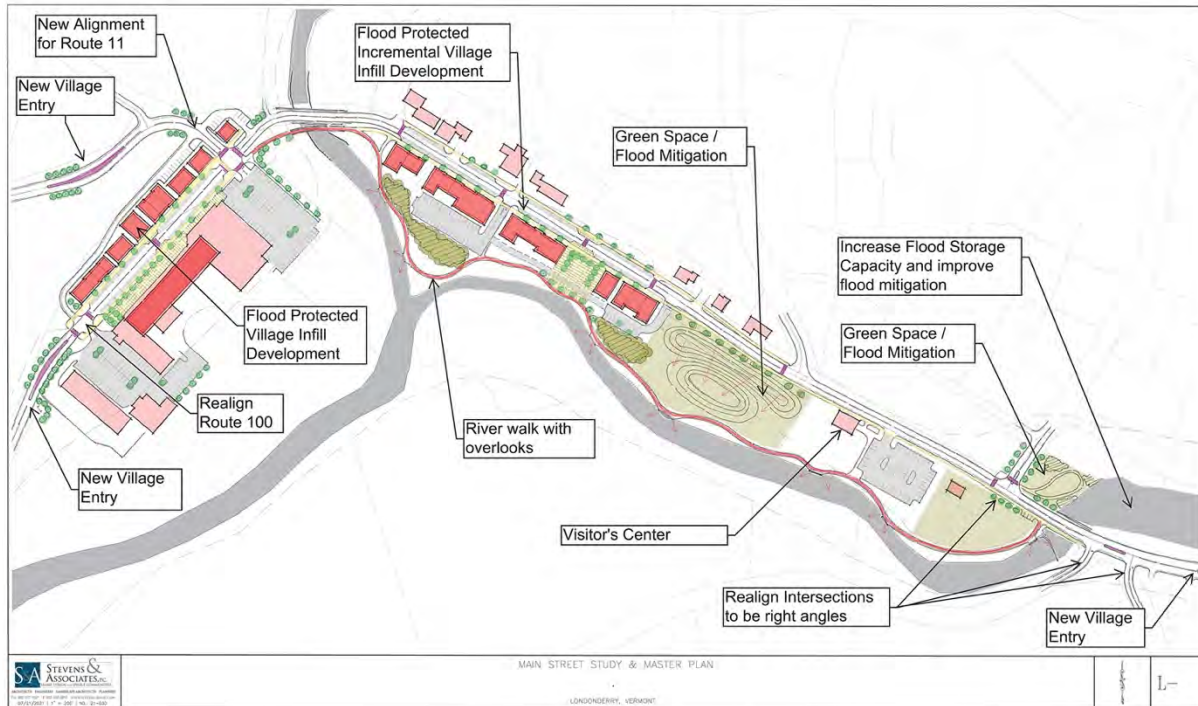 New Alignment
for Route 11
New Village
Entry
Flood Protected
Incremental Village
Infill Development
Green Space /
Flood Mitigation
Increase Flood Storage
Capacity and improve
flood mitigation
Green Space /
Flood Mitigation
Flood Protected
Village Infill
Development
Realign
Route 100
New Village
Entry
River walk with
overlooks
Visitor's Center
Realign Intersections
to be right angles
New Village
Entry
S&A STEVENS &
ASSOCIATES, P.C.
MAIN STREET STUDY & MASTER PLAN
LONDONDERRY, VERMONT
L-